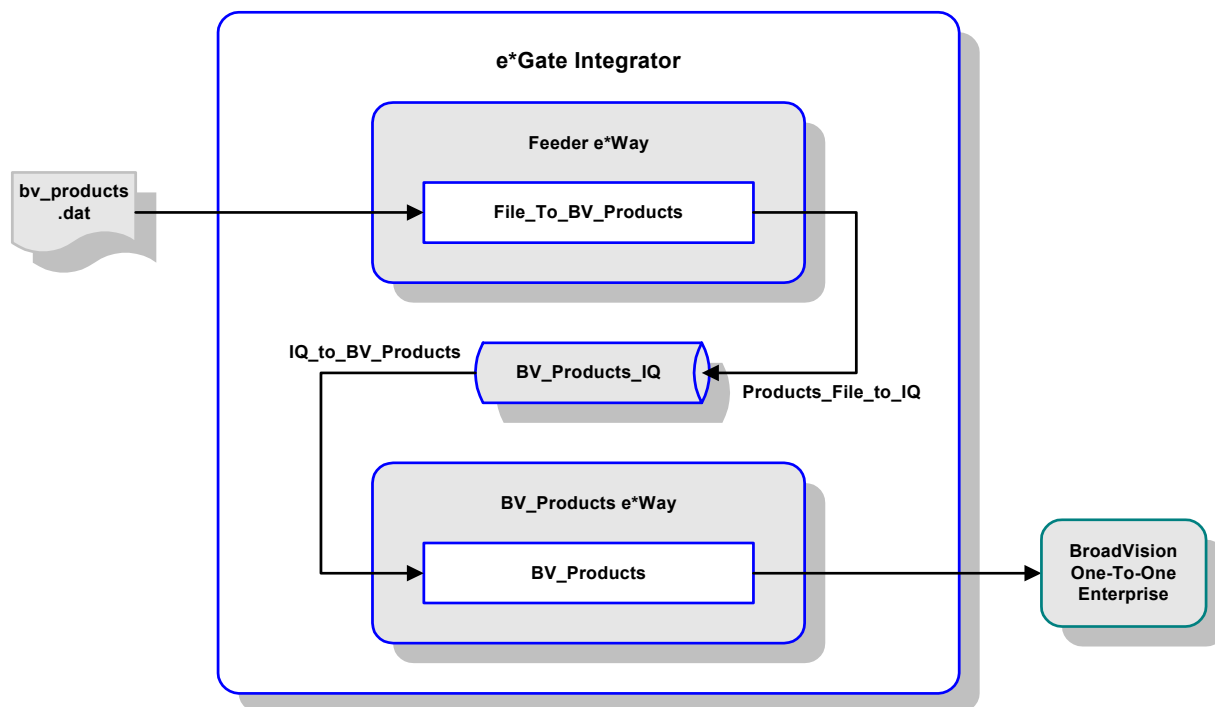 e*Gate Integrator
Feeder e*Way
bv_products
.dat
File_To_BV_Products
IQ_to_BV_Products
BV_Products_IQ
Products_File_to_IQ
BV_Products e*Way
BV_Products
BroadVision
One-To-One
Enterprise